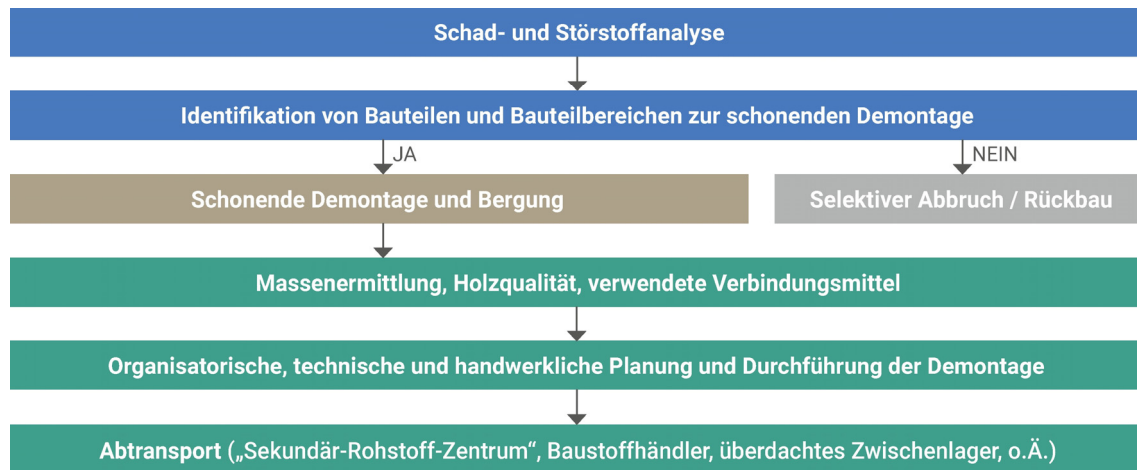 Schad- und Störstoffanalyse
Identifikation von Bauteilen und Bauteilbereichen zur schonenden Demontage
JA
NEIN
Schonende Demontage und Bergung
Selektiver Abbruch / Rückbau
Massenermittlung, Holzqualität, verwendete Verbindungsmittel
Organisatorische, technische und handwerkliche Planung und Durchführung der Demontage
Abtransport („Sekundär-Rohstoff-Zentrum“, Baustoffhändler, überdachtes Zwischenlager, o.Ä.)